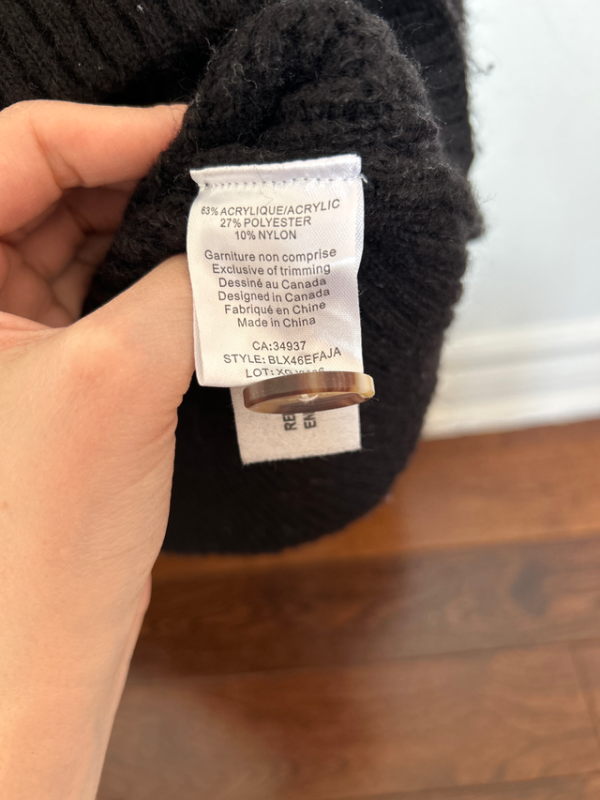 63% ACRYLIQUE/ACRYLIC
27% POLYESTER
10% NYLON
Garniture non comprise
Exclusive of trimming
Dessiné au Canada
Designed in Canada
Fabriqué en Chine
Made in China
CA:34937
STYLE: BLX46EFAJA
LOT: